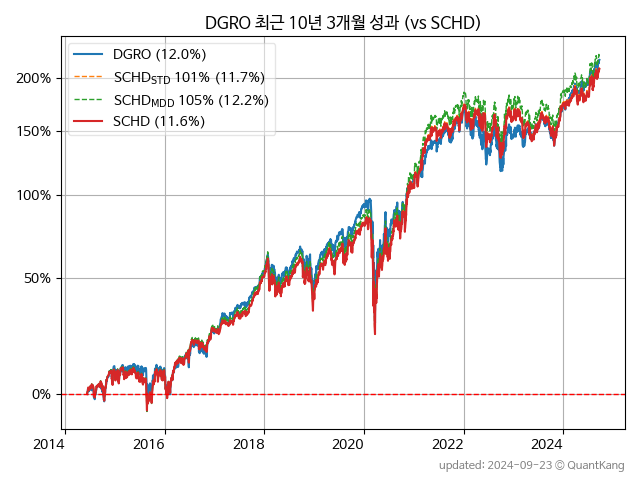 DGRO 최근 10년 3개월 성과 (vs SCHD)
DGRO (12.0%)
SCHD_STD 101% (11.7%)
SCHD_MDD 105% (12.2%)
SCHD (11.6%)
200%
150%
100%
50%
0%
2014 2016 2018 2020 2022 2024
updated: 2024-09-23 © QuantKang